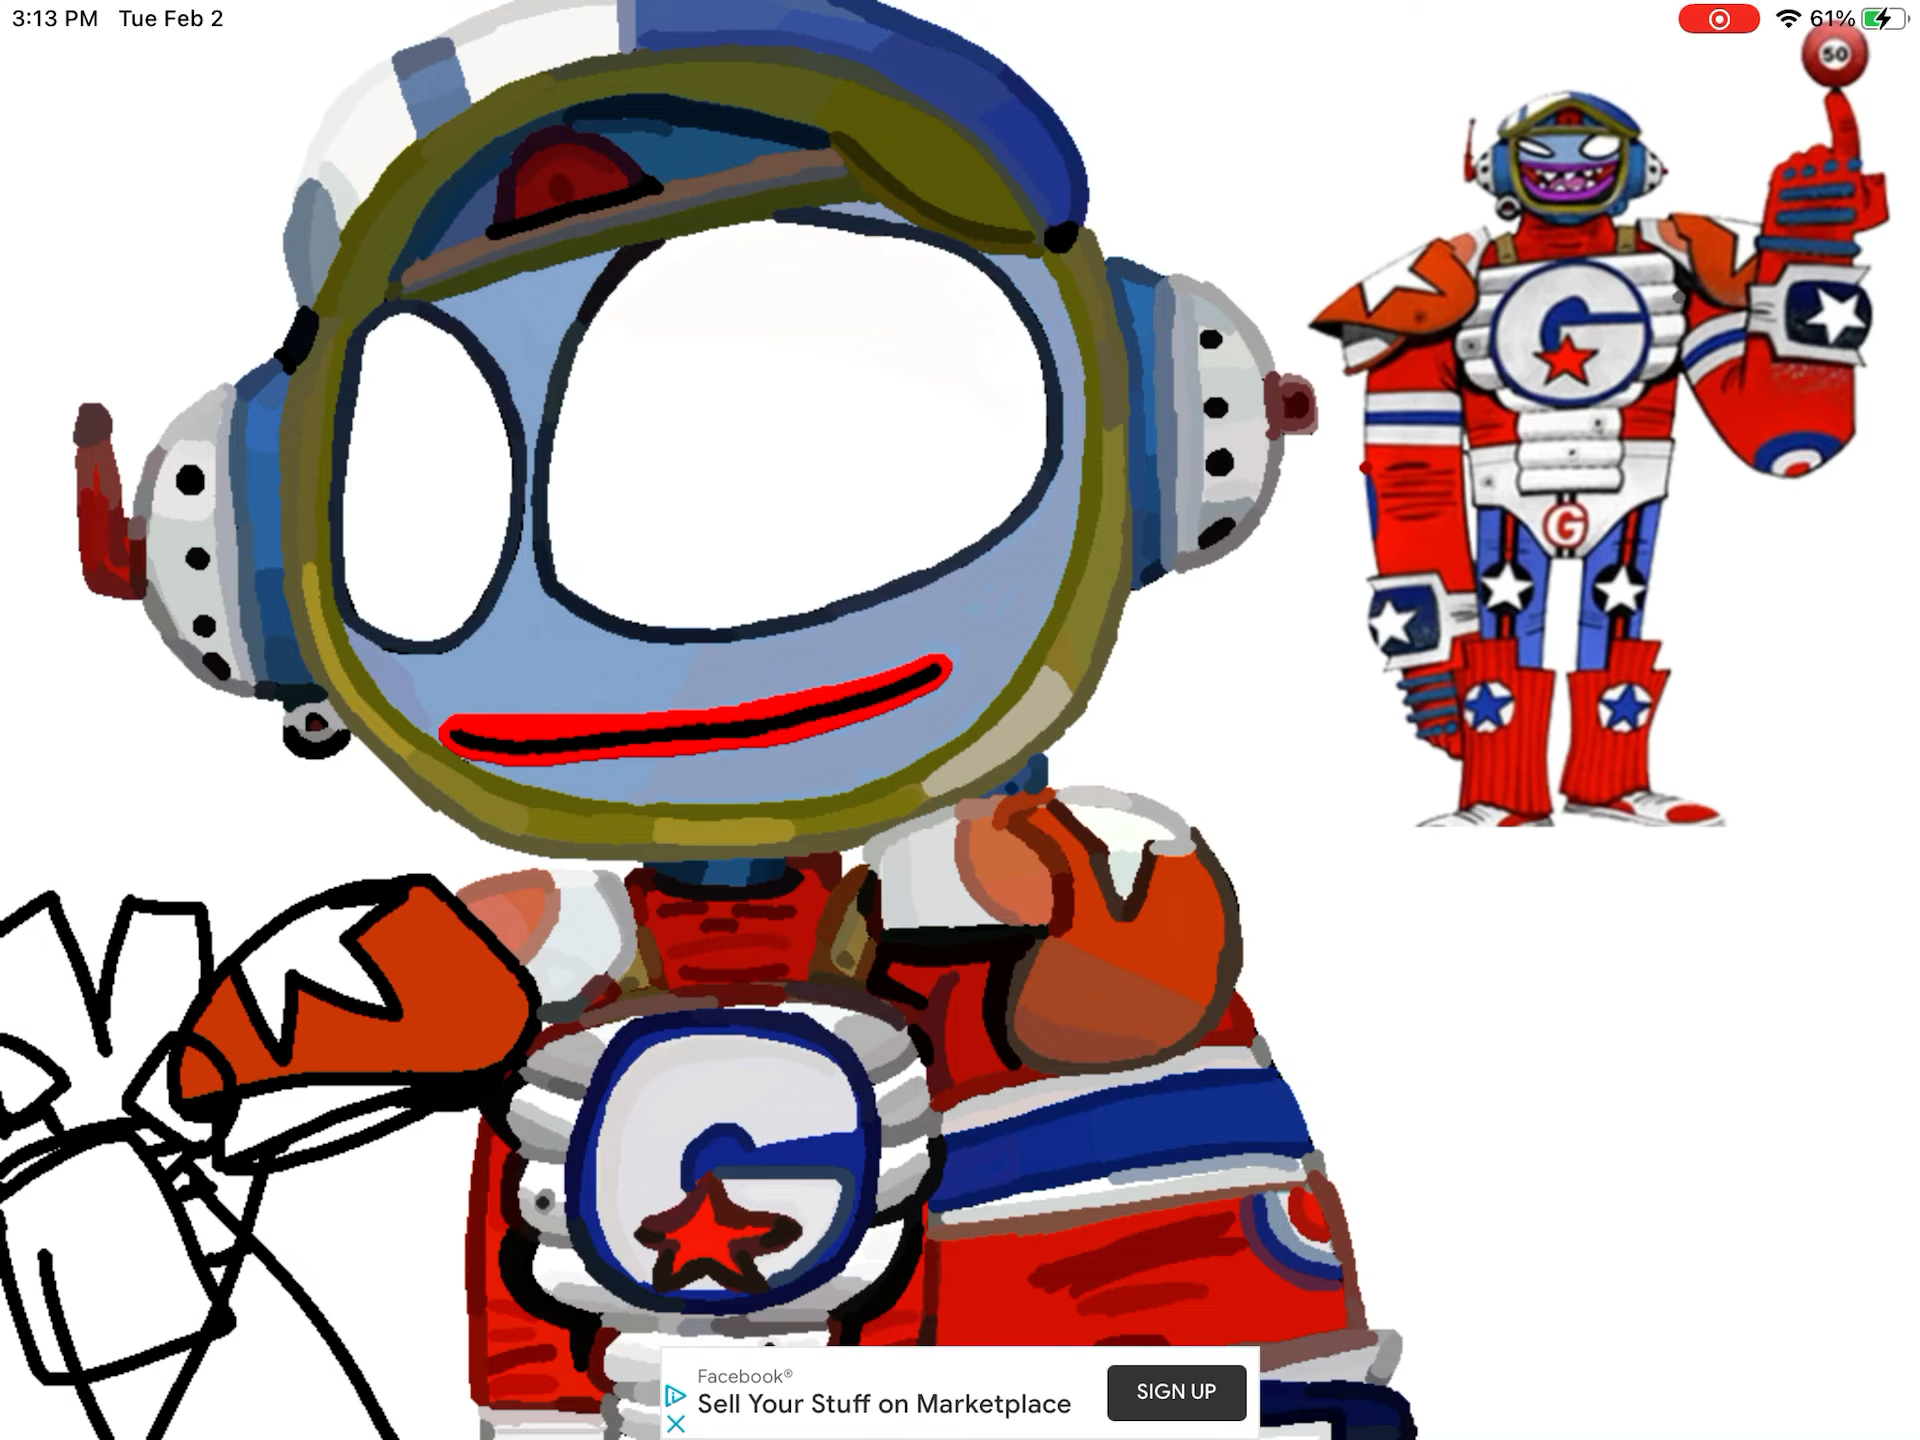 3:13 PM Tue Feb 2
61%
50
G
G
G
Facebook®
Sell Your Stuff on Marketplace
SIGN UP